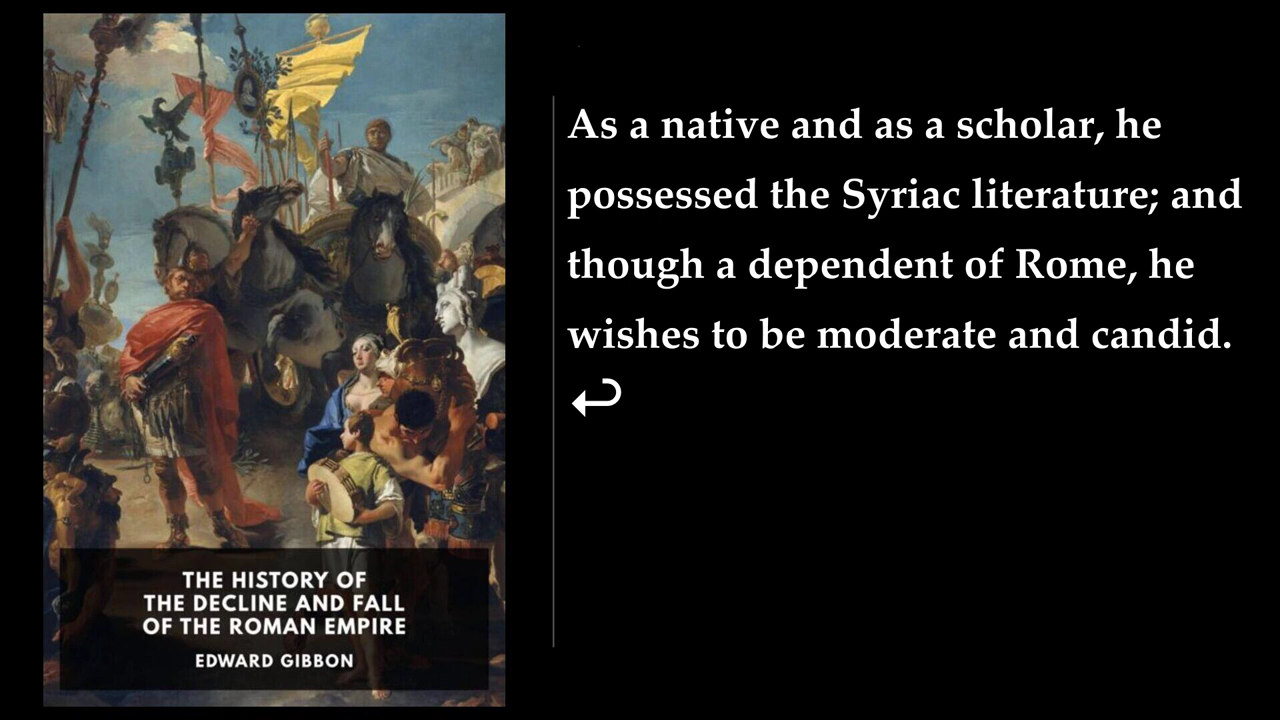 THE HISTORY OF
THE DECLINE AND FALL
OF THE ROMAN EMPIRE
EDWARD GIBBON
As a native and as a scholar, he
possessed the Syriac literature; and
though a dependent of Rome, he
wishes to be moderate and candid.
↩